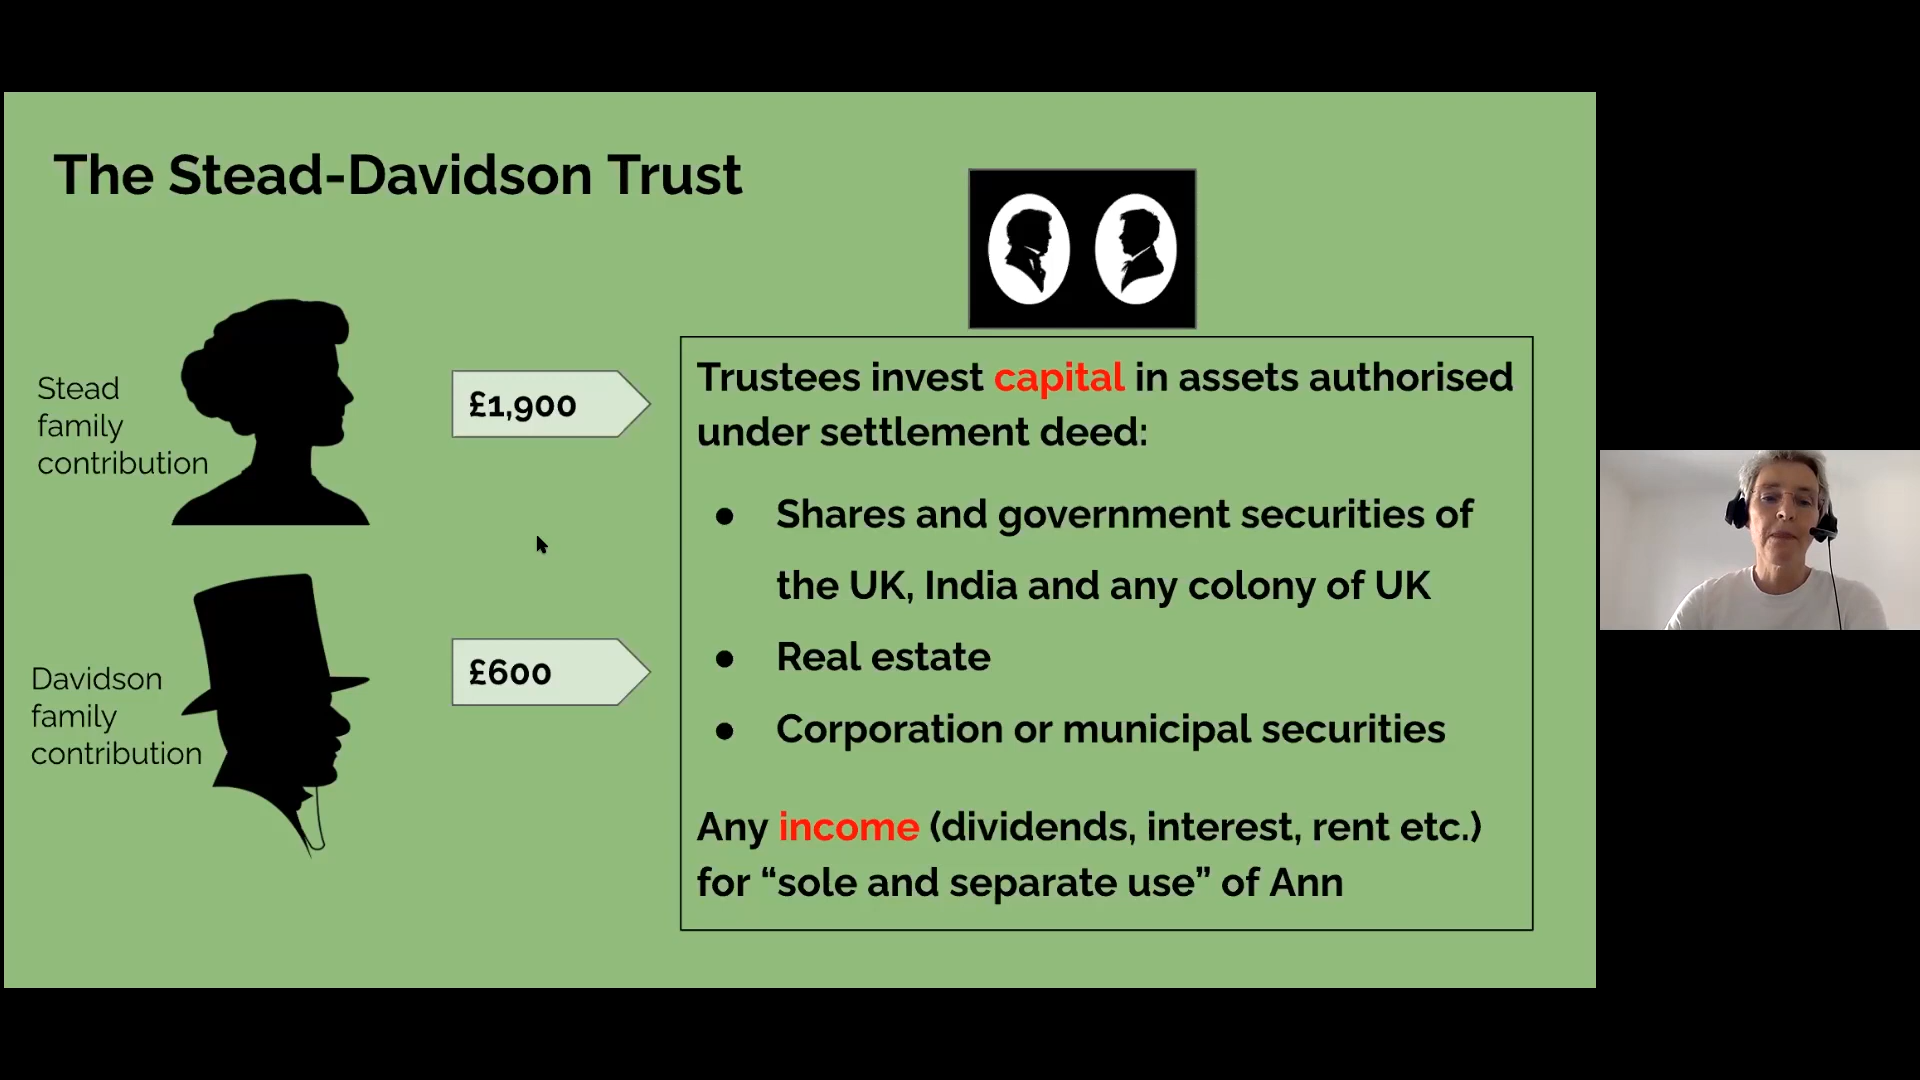 The Stead-Davidson Trust
Stead
family
contribution
£1,900
Davidson
family
contribution
£600
Trustees invest capital in assets authorised
under settlement deed:
● Shares and government securities of
the UK, India and any colony of UK
● Real estate
● Corporation or municipal securities
Any income (dividends, interest, rent etc.)
for “sole and separate use” of Ann